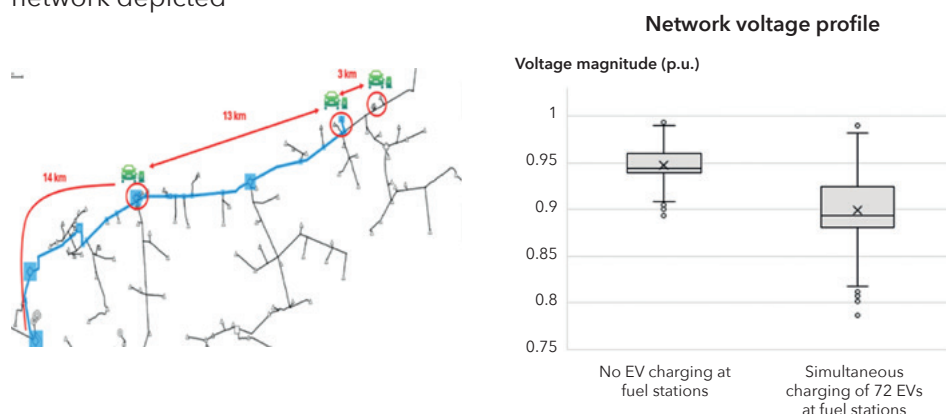 network depicted
3 km
13 km
14 km
Network voltage profile
Voltage magnitude (p.u.)
1
0.95
0.9
0.85
0.8
0.75
No EV charging at
fuel stations
Simultaneous
charging of 72 EVs
at fuel stations